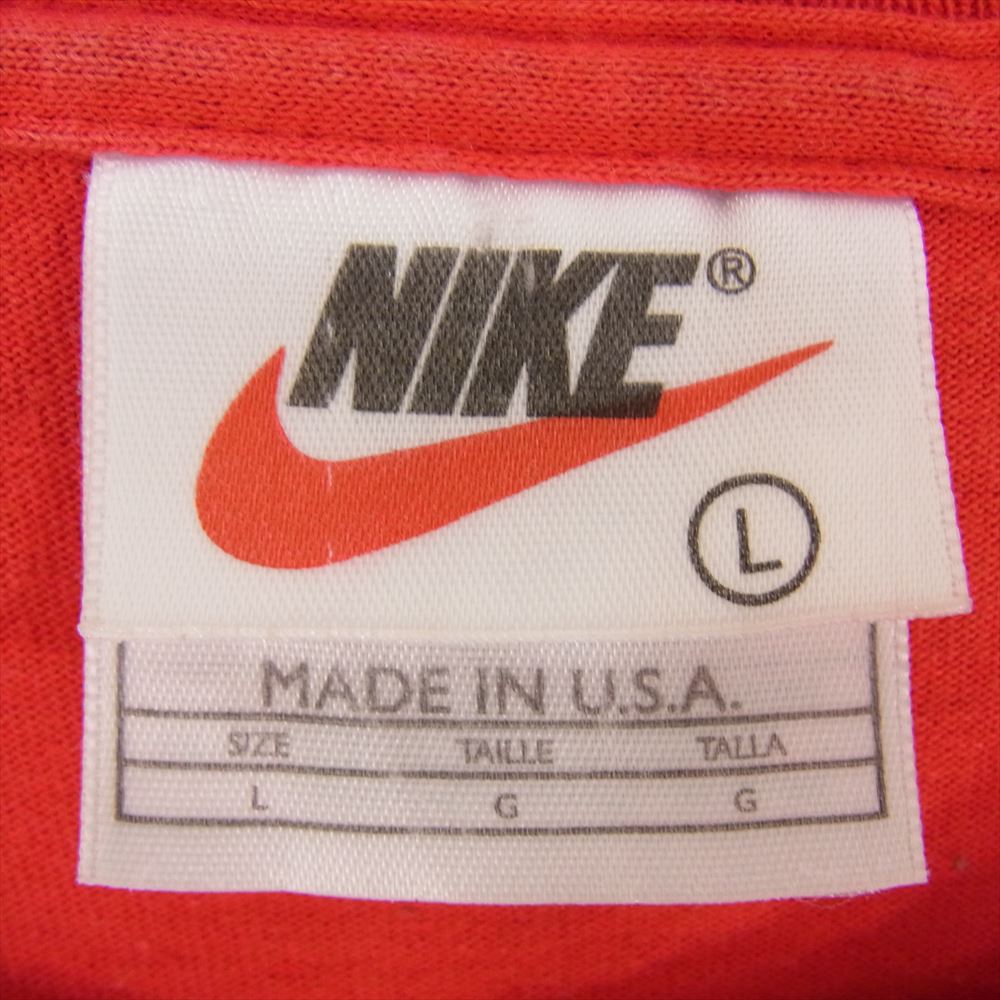 NIKE®
L
MADE IN U.S.A.
SIZE TAILLE TALLA
L G G